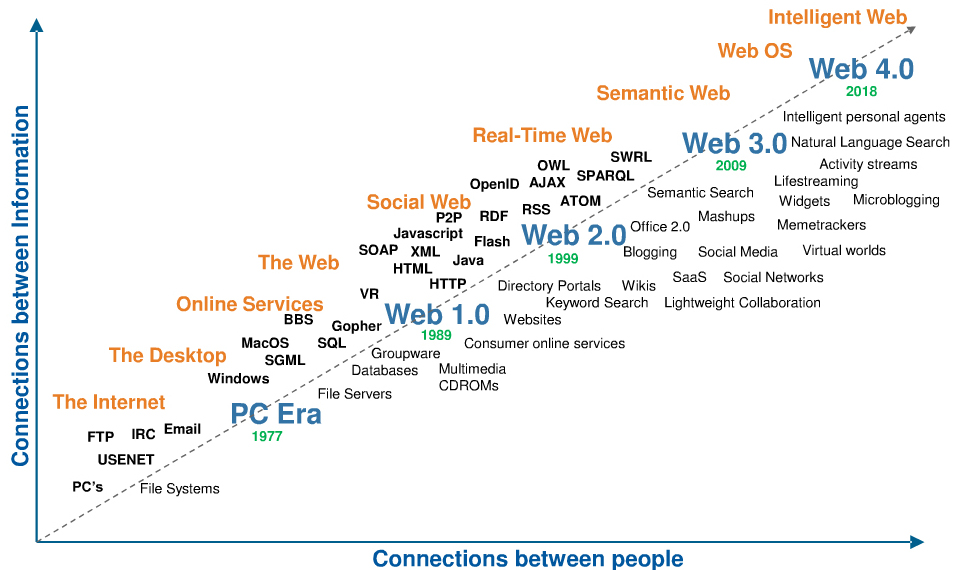 Intelligent Web
Web OS
Web 4.0
2018
Semantic Web
Intelligent personal agents
Real-Time Web
Web 3.0
Natural Language Search
2009
SWRL
OWL
Activity streams
SPARQL
OpenID
AJAX
Lifestreaming
Semantic Search
Social Web
ATOM
Widgets
Microblogging
RSS
P2P
RDF
Mashups
Office 2.0
Memetrackers
Javascript
Web 2.0
Flash
SOAP
XML
1999
Blogging
Social Media
Virtual worlds
The Web
Java
HTML
HTTP
Directory Portals
Wikis
SaaS
Social Networks
VR
Keyword Search
Lightweight Collaboration
Online Services
Web 1.0
1989
Websites
BBS
Gopher
MacOS
SQL
Consumer online services
The Desktop
SGML
Groupware
Databases
Multimedia
CDROMs
Windows
File Servers
The Internet
PC Era
1977
FTP
IRC
Email
USENET
PC's
File Systems
Connections between Information
Connections between people